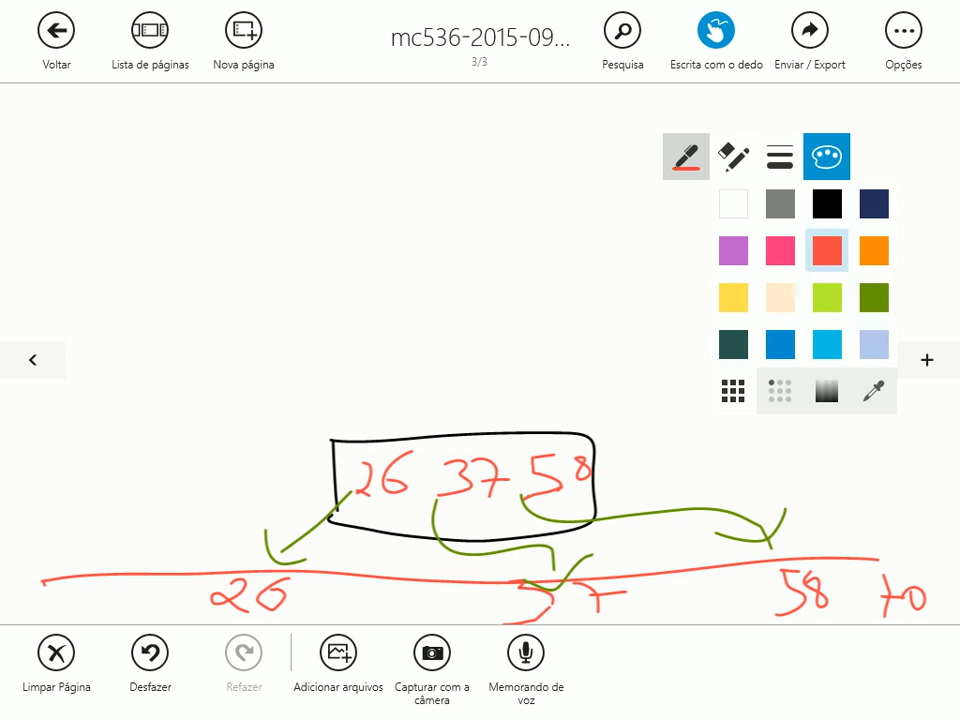 mc536-2015-09...
3/3
Voltar
Lista de páginas
Nova página
Pesquisa
Escrita com o dedo
Enviar / Export
Opções
26 37 58
26 37 58 70
Limpar Página
Desfazer
Refazer
Adicionar arquivos
Capturar com a
câmera
Memorando de
voz